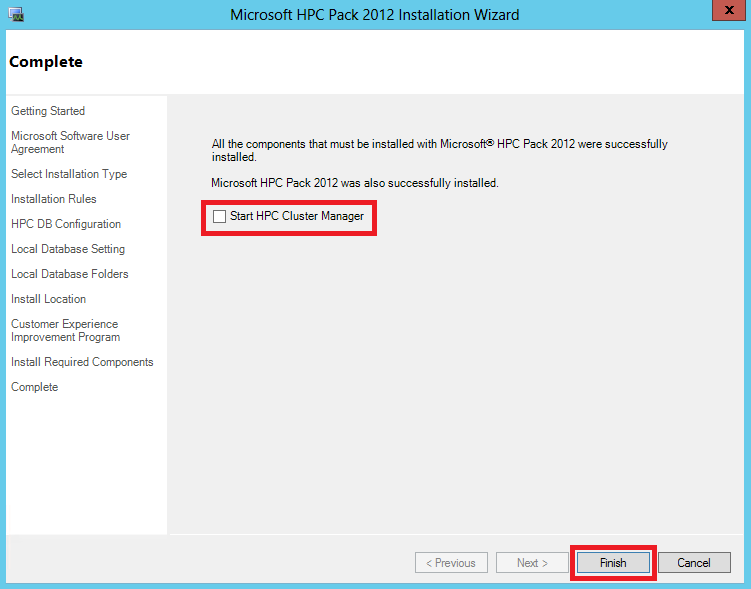 Microsoft HPC Pack 2012 Installation Wizard
x
Complete
Getting Started
Microsoft Software User
Agreement
Select Installation Type
Installation Rules
HPC DB Configuration
Local Database Setting
Local Database Folders
Install Location
Customer Experience
Improvement Program
Install Required Components
Complete
All the components that must be installed with Microsoft® HPC Pack 2012 were successfully
installed.
Microsoft HPC Pack 2012 was also successfully installed.
Start HPC Cluster Manager
< Previous
Next >
Finish
Cancel